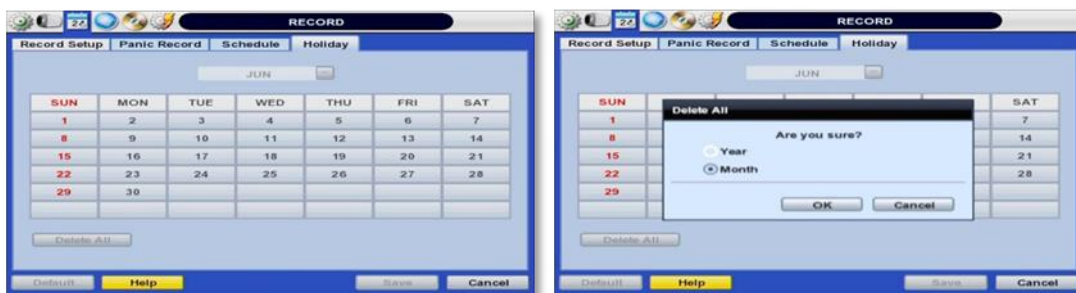 RECORD
Record Setup Panic Record Schedule Holiday
JUN
SUN MON TUE WED THU FRI SAT
1 2 3 4 5 6 7
8 9 10 11 12 13 14
15 16 17 18 19 20 21
22 23 24 25 26 27 28
29 30
Delete All
Default Help Save Cancel
RECORD
Record Setup Panic Record Schedule Holiday
JUN
SUN SAT
Delete All
1 7
Are you sure?
8 14
Year
15 21
Month
22 28
29
OK Cancel
Delete All
Default Help Save Cancel